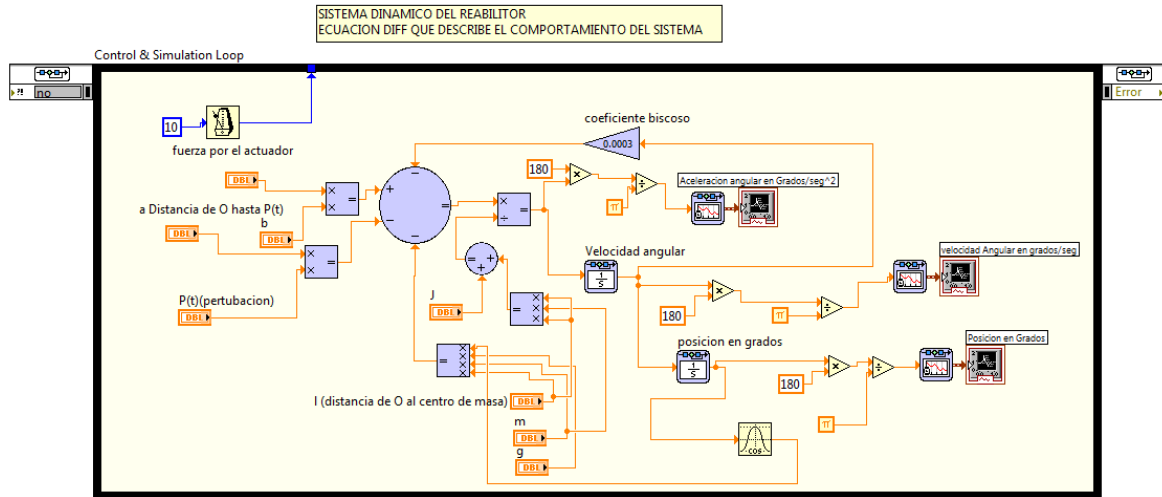 SISTEMA DINAMICO DEL REABILITOR
ECUACION DIFF QUE DESCRIBE EL COMPORTAMIENTO DEL SISTEMA
Control & Simulation Loop
no
Error
10
fuerza por el actuador
DBL
a Distancia de O hasta P(t)
DBL
b
DBL
P(t)(pertubacion)
DBL
coeficiente biscoso
0.0003
180
π
Aceleracion angular en Grados/seg^2
Velocidad angular
1
s
velocidad Angular en grados/seg
180
π
J
DBL
posicion en grados
1
s
Posicion en Grados
180
π
l (distancia de O al centro de masa)
DBL
m
DBL
g
DBL
cos